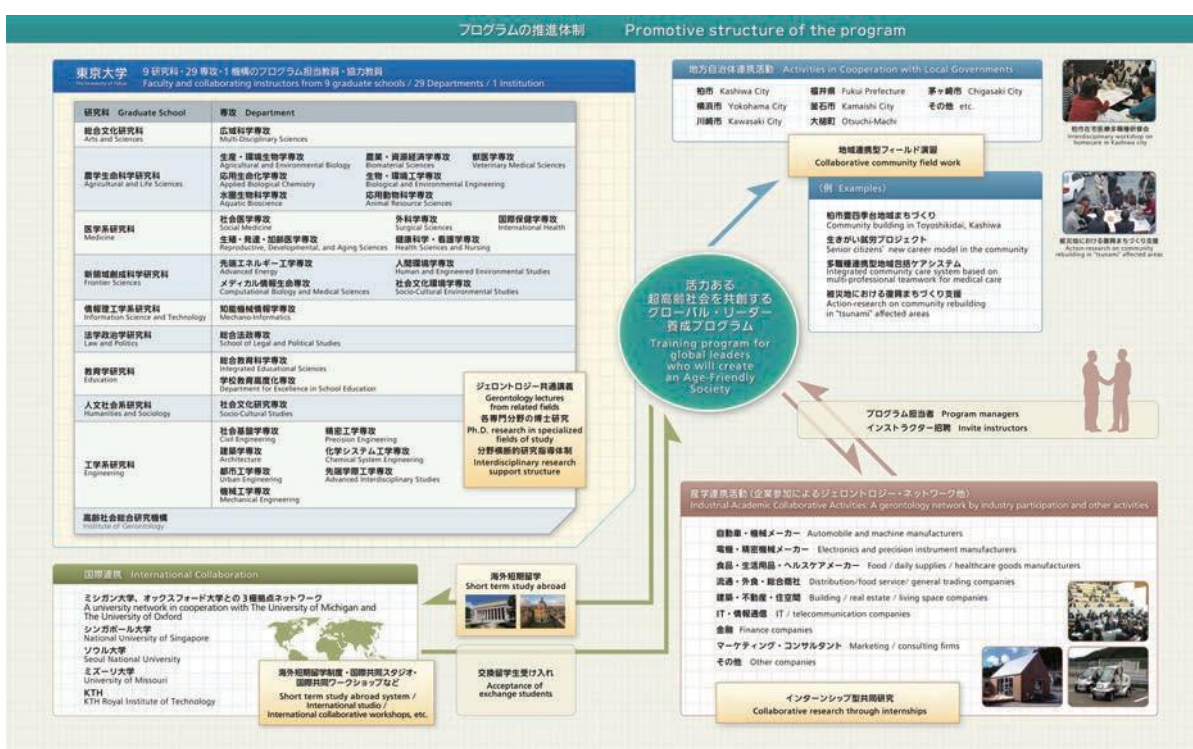 プログラムの推進体制 Promotive structure of the program
東京大学 9研究科・29専攻・1機構のプログラム担当教員・協力教員
The University of Tokyo Faculty and collaborating instructors from 9 graduate schools / 29 Departments / 1 Institution
研究科 Graduate School 専攻 Department
総合文化研究科 広域科学専攻
Arts and Sciences Multi-Disciplinary Sciences
農学生命科学研究科
Agricultural and Life Sciences
生産・環境生物学専攻 農業・資源経済学専攻 獣医学専攻
Agricultural and Environmental Biology Biomaterial Sciences Veterinary Medical Sciences
応用生命化学専攻 生物・環境工学専攻
Applied Biological Chemistry Biological and Environmental Engineering
水圏生物科学専攻 応用動物科学専攻
Aquatic Bioscience Animal Resource Sciences
医学系研究科
Medicine
社会医学専攻 外科学専攻 国際保健学専攻
Social Medicine Surgical Sciences International Health
生殖・発達・加齢医学専攻 健康科学・看護学専攻
Reproductive, Developmental, and Aging Sciences Health Sciences and Nursing
新領域創成科学研究科
Frontier Sciences
先端エネルギー工学専攻 人間環境学専攻
Advanced Energy Human and Engineered Environmental Studies
メディカル情報生命専攻 社会文化環境学専攻
Computational Biology and Medical Sciences Socio-Cultural Environmental Studies
情報理工学系研究科 知能機械情報学専攻
Information Science and Technology Mechano-Informatics
法学政治学研究科 総合法政専攻
Law and Politics School of Legal and Political Studies
教育学研究科
Education
総合教育科学専攻
Integrated Educational Sciences
学校教育高度化専攻
Department for Excellence in School Education
人文社会系研究科 社会文化研究専攻
Humanities and Sociology Socio-Cultural Studies
工学系研究科
Engineering
社会基盤学専攻 精密工学専攻
Civil Engineering Precision Engineering
建築学専攻 化学システム工学専攻
Architecture Chemical System Engineering
都市工学専攻 先端学際工学専攻
Urban Engineering Advanced Interdisciplinary Studies
機械工学専攻
Mechanical Engineering
高齢社会総合研究機構
Institute of Gerontology
ジェロントロジー共通講義
Gerontology lectures
from related fields
各専門分野の博士研究
Ph.D. research in specialized
fields of study
分野横断的研究指導体制
Interdisciplinary research
support structure
国際連携 International Collaboration
ミシガン大学、オックスフォード大学との3極拠点ネットワーク
A university network in cooperation with The University of Michigan and
The University of Oxford
シンガポール大学
National University of Singapore
ソウル大学
Seoul National University
ミズーリ大学
University of Missouri
KTH
KTH Royal Institute of Technology
海外短期留学制度・国際共同スタジオ・
国際共同ワークショップなど
Short term study abroad system /
International studio /
International collaborative workshops, etc.
海外短期留学
Short term study abroad
交換留学生受け入れ
Acceptance of
exchange students
活力ある
超高齢社会を共創する
グローバル・リーダー
養成プログラム
Training program for
global leaders
who will create
an Age-Friendly
Society
地方自治体連携活動 Activities in Cooperation with Local Governments
柏市 Kashiwa City 福井県 Fukui Prefecture 茅ヶ崎市 Chigasaki City
横浜市 Yokohama City 釜石市 Kamaishi City その他 etc.
川崎市 Kawasaki City 大槌町 Otsuchi-Machi
地域連携型フィールド演習
Collaborative community field work
柏市在宅医療多職種研修会
Interdisciplinary workshop on
homecare in Kashiwa city
被災地における復興まちづくり支援
Action-research on community
rebuilding in "tsunami" affected areas
(例 Examples)
柏市豊四季台地域まちづくり
Community building in Toyoshikidai, Kashiwa
生きがい就労プロジェクト
Senior citizens' new career model in the community
多職種連携型地域包括ケアシステム
Integrated community care system based on
multi-professional teamwork for medical care
被災地における復興まちづくり支援
Action-research on community rebuilding
in "tsunami" affected areas
プログラム担当者 Program managers
インストラクター招聘 Invite instructors
産学連携活動(企業参加によるジェロントロジー・ネットワーク他)
Industrial-Academic Collaborative Activities: A gerontology network by industry participation and other activities
自動車・機械メーカー Automobile and machine manufacturers
電機・精密機械メーカー Electronics and precision instrument manufacturers
食品・生活用品・ヘルスケアメーカー Food / daily supplies / healthcare goods manufacturers
流通・外食・総合商社 Distribution/food service/ general trading companies
建築・不動産・住空間 Building / real estate / living space companies
IT・情報通信 IT / telecommunication companies
金融 Finance companies
マーケティング・コンサルタント Marketing / consulting firms
その他 Other companies
インターンシップ型共同研究
Collaborative research through internships